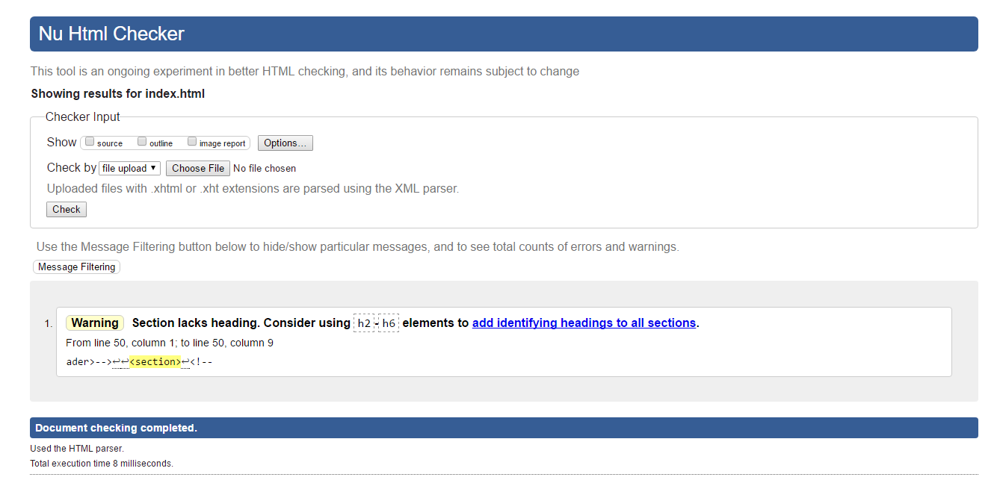 Nu Html Checker
This tool is an ongoing experiment in better HTML checking, and its behavior remains subject to change
Showing results for index.html
Checker Input
Show source outline image report Options...
Check by file upload ▼ Choose File No file chosen
Uploaded files with .xhtml or .xht extensions are parsed using the XML parser.
Check
Use the Message Filtering button below to hide/show particular messages, and to see total counts of errors and warnings.
Message Filtering
1. Warning Section lacks heading. Consider using h2-h6 elements to add identifying headings to all sections.
From line 50, column 1; to line 50, column 9
ader>-->↩↩<section>↩<!--
Document checking completed.
Used the HTML parser.
Total execution time 8 milliseconds.